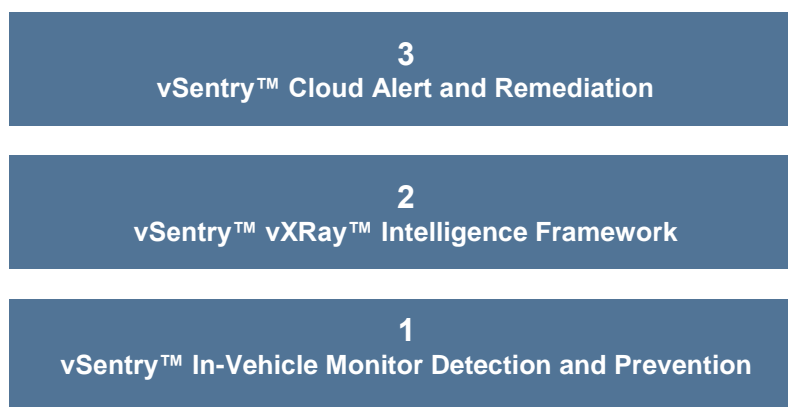 3
vSentry™ Cloud Alert and Remediation
2
vSentry™ vXRay™ Intelligence Framework
1
vSentry™ In-Vehicle Monitor Detection and Prevention